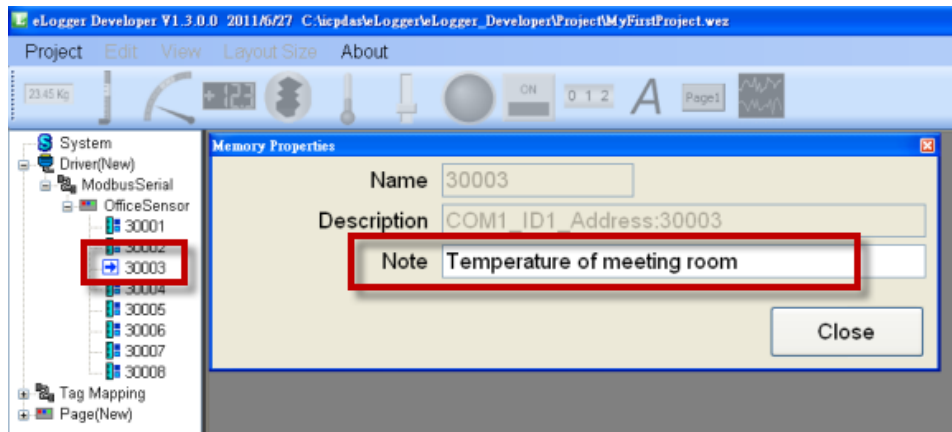 eLogger Developer V1.3.0.0 2011/6/27 C:\icpdas\eLogger\eLogger_Developer\Project\MyFirstProject.wez
Project Edit View Layout Size About
23.45 Kg
+12.3
ON
0 1 2
A
Page1
System
Driver(New)
ModbusSerial
OfficeSensor
30001
30002
30003
30004
30005
30006
30007
30008
Tag Mapping
Page(New)
Memory Properties
Name 30003
Description COM1_ID1_Address:30003
Note Temperature of meeting room
Close